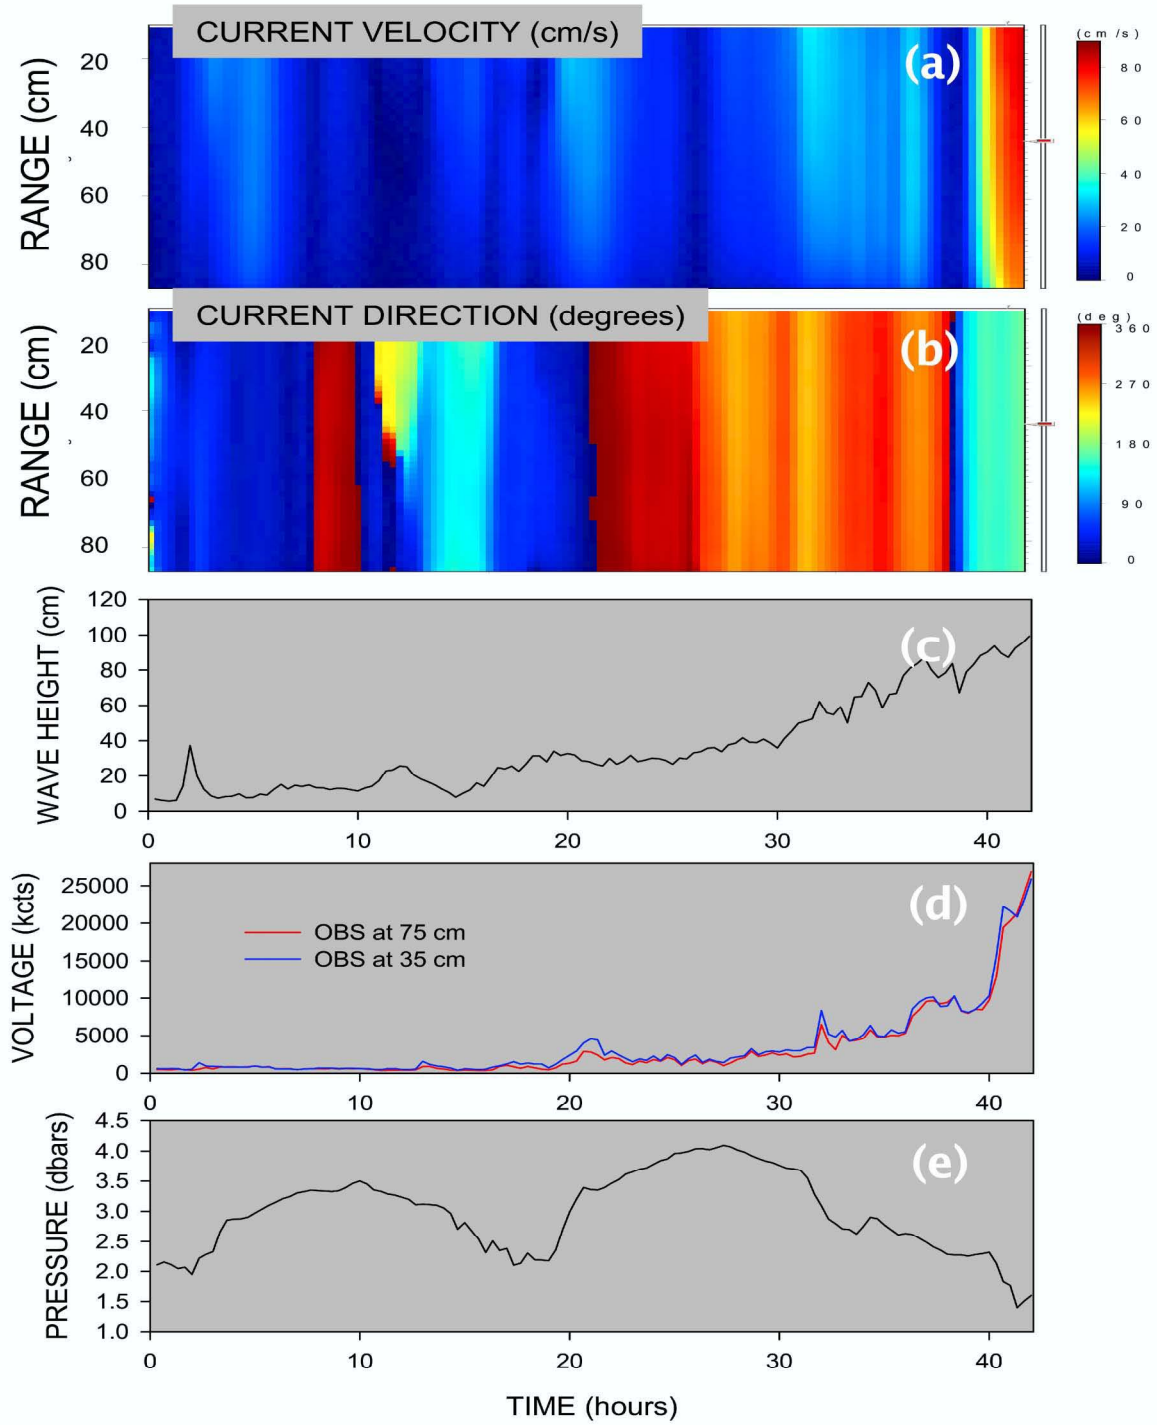 CURRENT VELOCITY (cm/s)
(a)
(cm /s)
RANGE (cm)
20
40
60
80
80
60
40
20
0
CURRENT DIRECTION (degrees)
(b)
(deg)
RANGE (cm)
20
40
60
80
360
270
180
90
0
WAVE HEIGHT (cm)
(c)
120
100
80
60
40
20
0
0 10 20 30 40
VOLTAGE (kcts)
(d)
25000
20000
15000
10000
5000
0
OBS at 75 cm
OBS at 35 cm
0 10 20 30 40
PRESSURE (dbars)
(e)
4.5
4.0
3.5
3.0
2.5
2.0
1.5
1.0
0 10 20 30 40
TIME (hours)